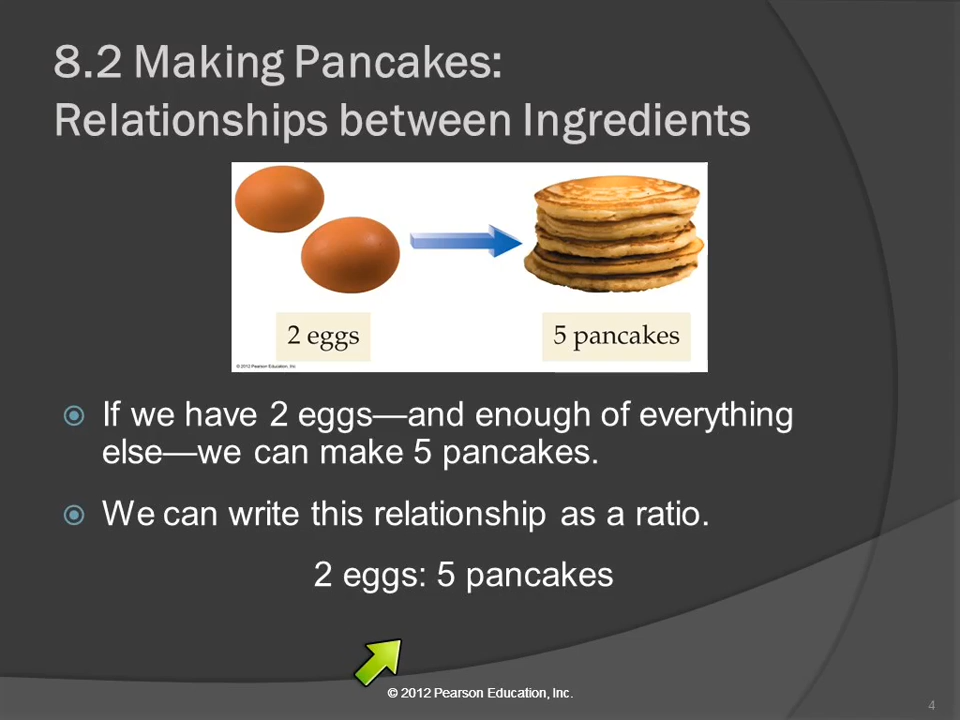 8.2 Making Pancakes:
Relationships between Ingredients
2 eggs
5 pancakes
© 2012 Pearson Education, Inc.
If we have 2 eggs—and enough of everything
else—we can make 5 pancakes.
We can write this relationship as a ratio.
2 eggs: 5 pancakes
© 2012 Pearson Education, Inc.
4